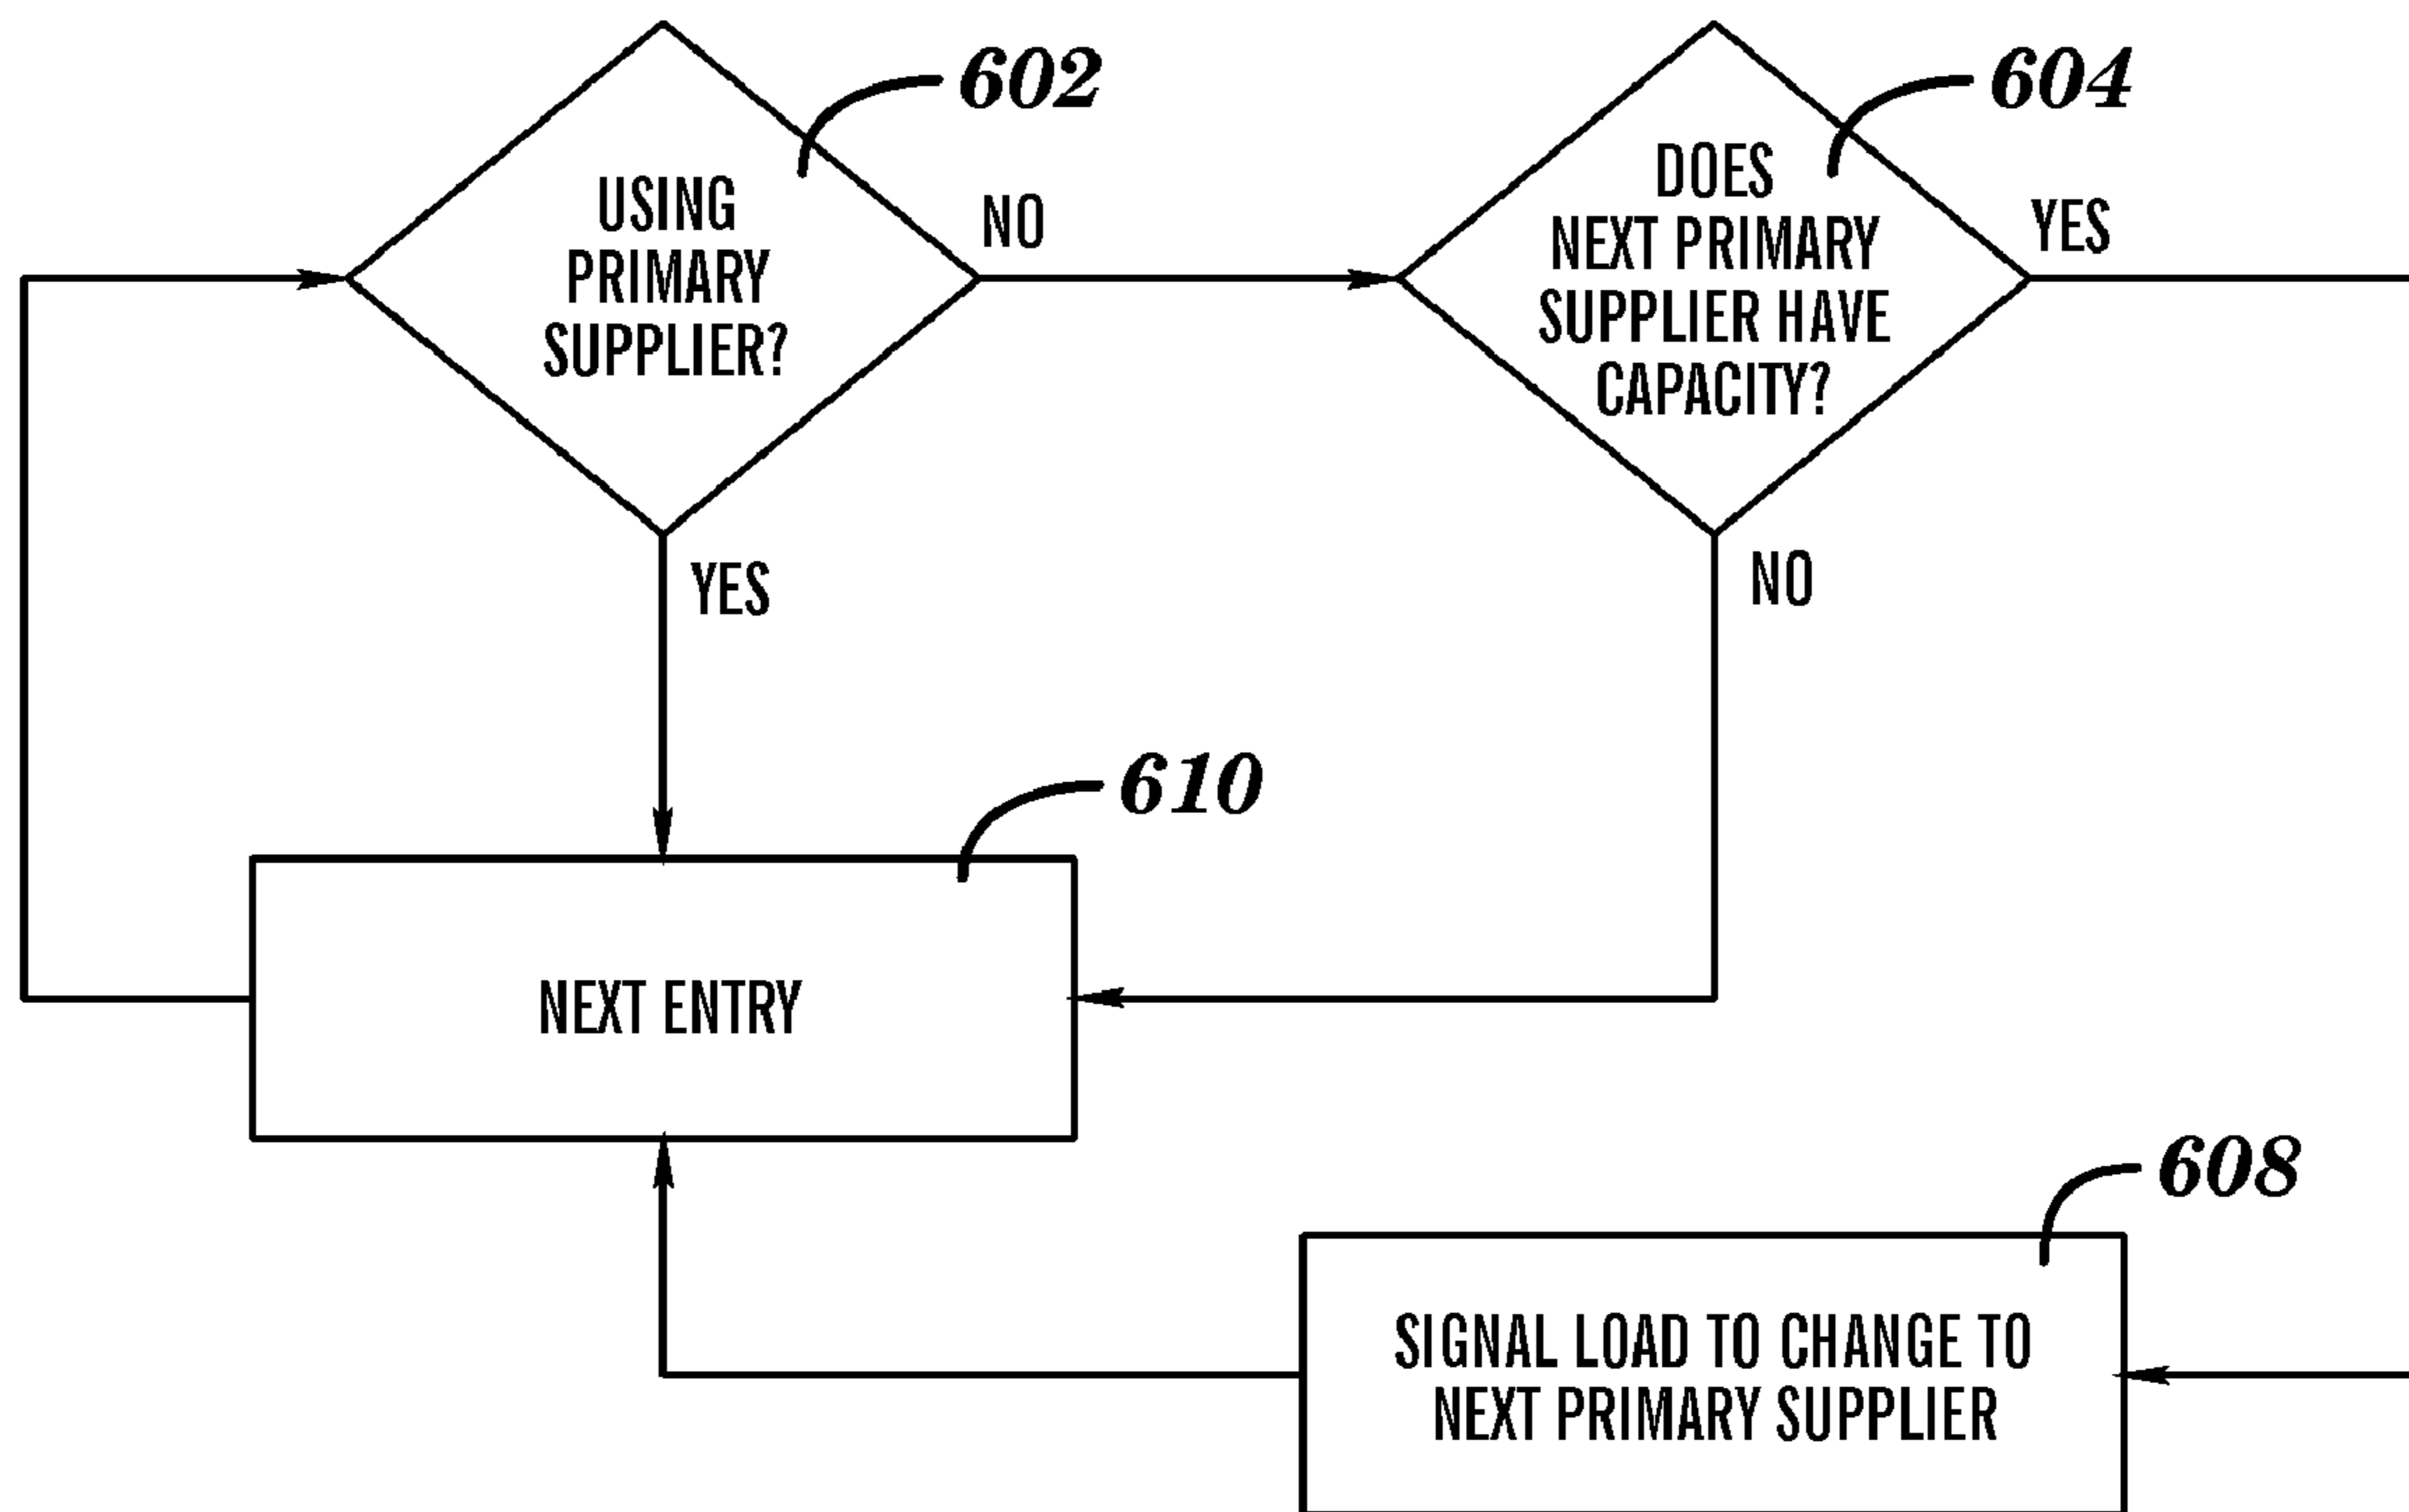 602
USING
PRIMARY
SUPPLIER?
NO
YES
604
DOES
NEXT PRIMARY
SUPPLIER HAVE
CAPACITY?
YES
NO
610
NEXT ENTRY
608
SIGNAL LOAD TO CHANGE TO
NEXT PRIMARY SUPPLIER